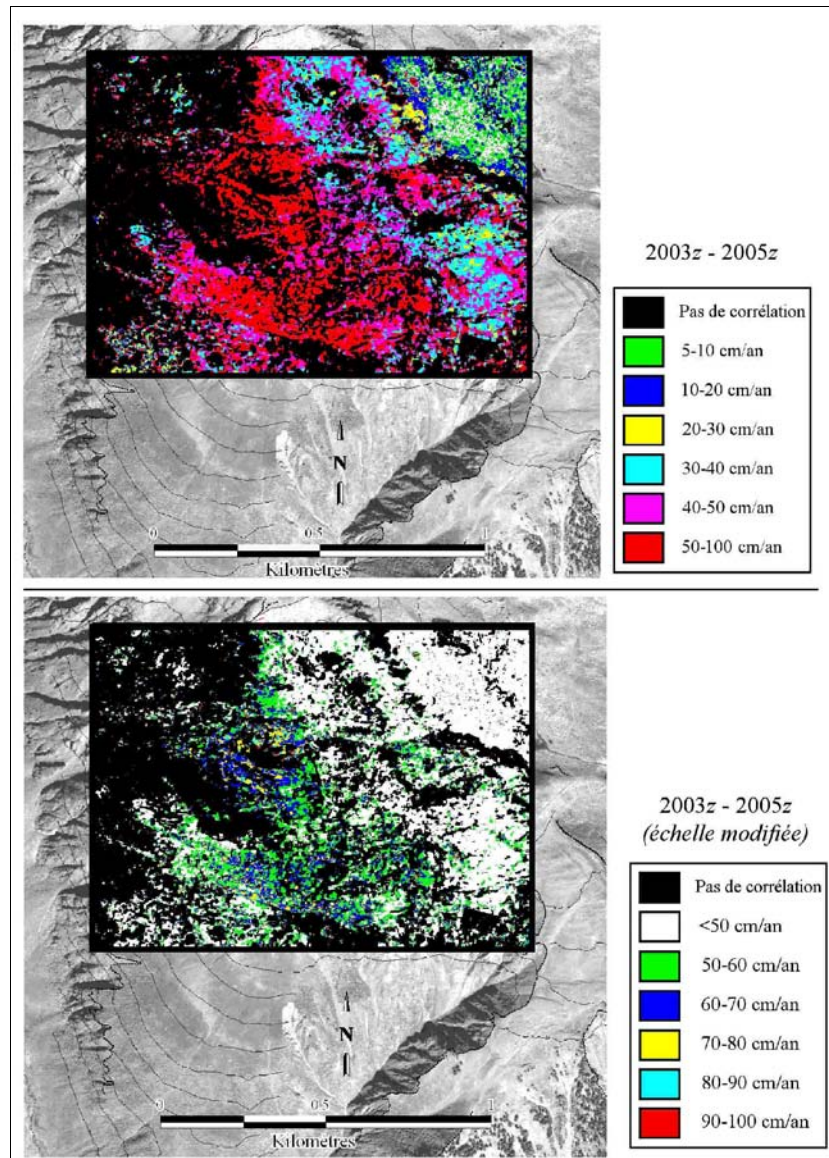 2003z - 2005z
Pas de corrélation
5-10 cm/an
10-20 cm/an
20-30 cm/an
30-40 cm/an
40-50 cm/an
50-100 cm/an
N
0 0.5 1
Kilomètres
2003z - 2005z
(échelle modifiée)
Pas de corrélation
<50 cm/an
50-60 cm/an
60-70 cm/an
70-80 cm/an
80-90 cm/an
90-100 cm/an
N
0 0.5 1
Kilomètres